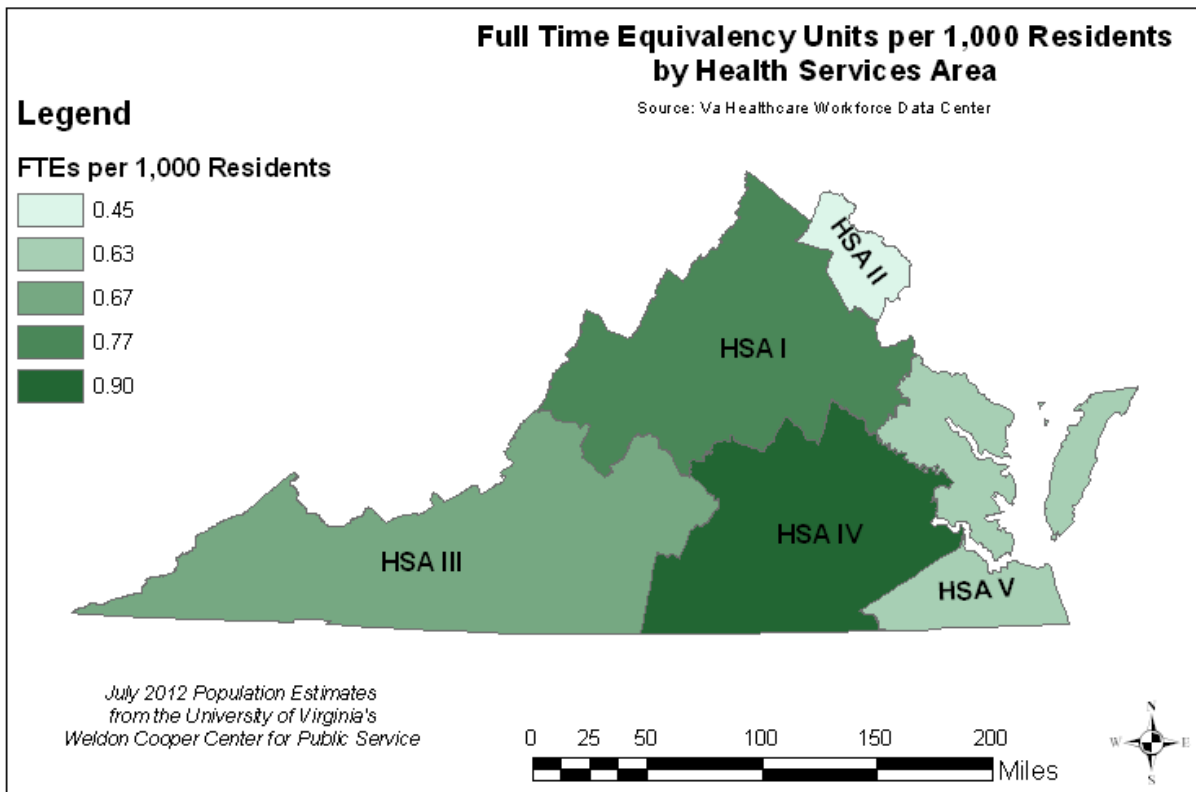 Full Time Equivalency Units per 1,000 Residents
by Health Services Area
Source: Va Healthcare Workforce Data Center
Legend
FTEs per 1,000 Residents
0.45
0.63
0.67
0.77
0.90
HSA II
HSA I
HSA IV
HSA III
HSA V
July 2012 Population Estimates
from the University of Virginia's
Weldon Cooper Center for Public Service
0 25 50 100 150 200
Miles
N
W E
S